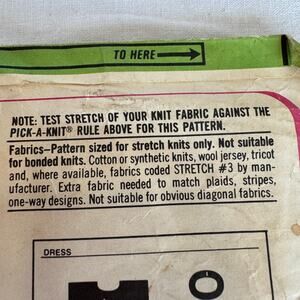 TO HERE
NOTE: TEST STRETCH OF YOUR KNIT FABRIC AGAINST THE
PICK-A-KNIT® RULE ABOVE FOR THIS PATTERN.
Fabrics—Pattern sized for stretch knits only. Not suitable
for bonded knits. Cotton or synthetic knits, wool jersey, tricot
and, where available, fabrics coded STRETCH #3 by man-
ufacturer. Extra fabric needed to match plaids, stripes,
one-way designs. Not suitable for obvious diagonal fabrics.
DRESS